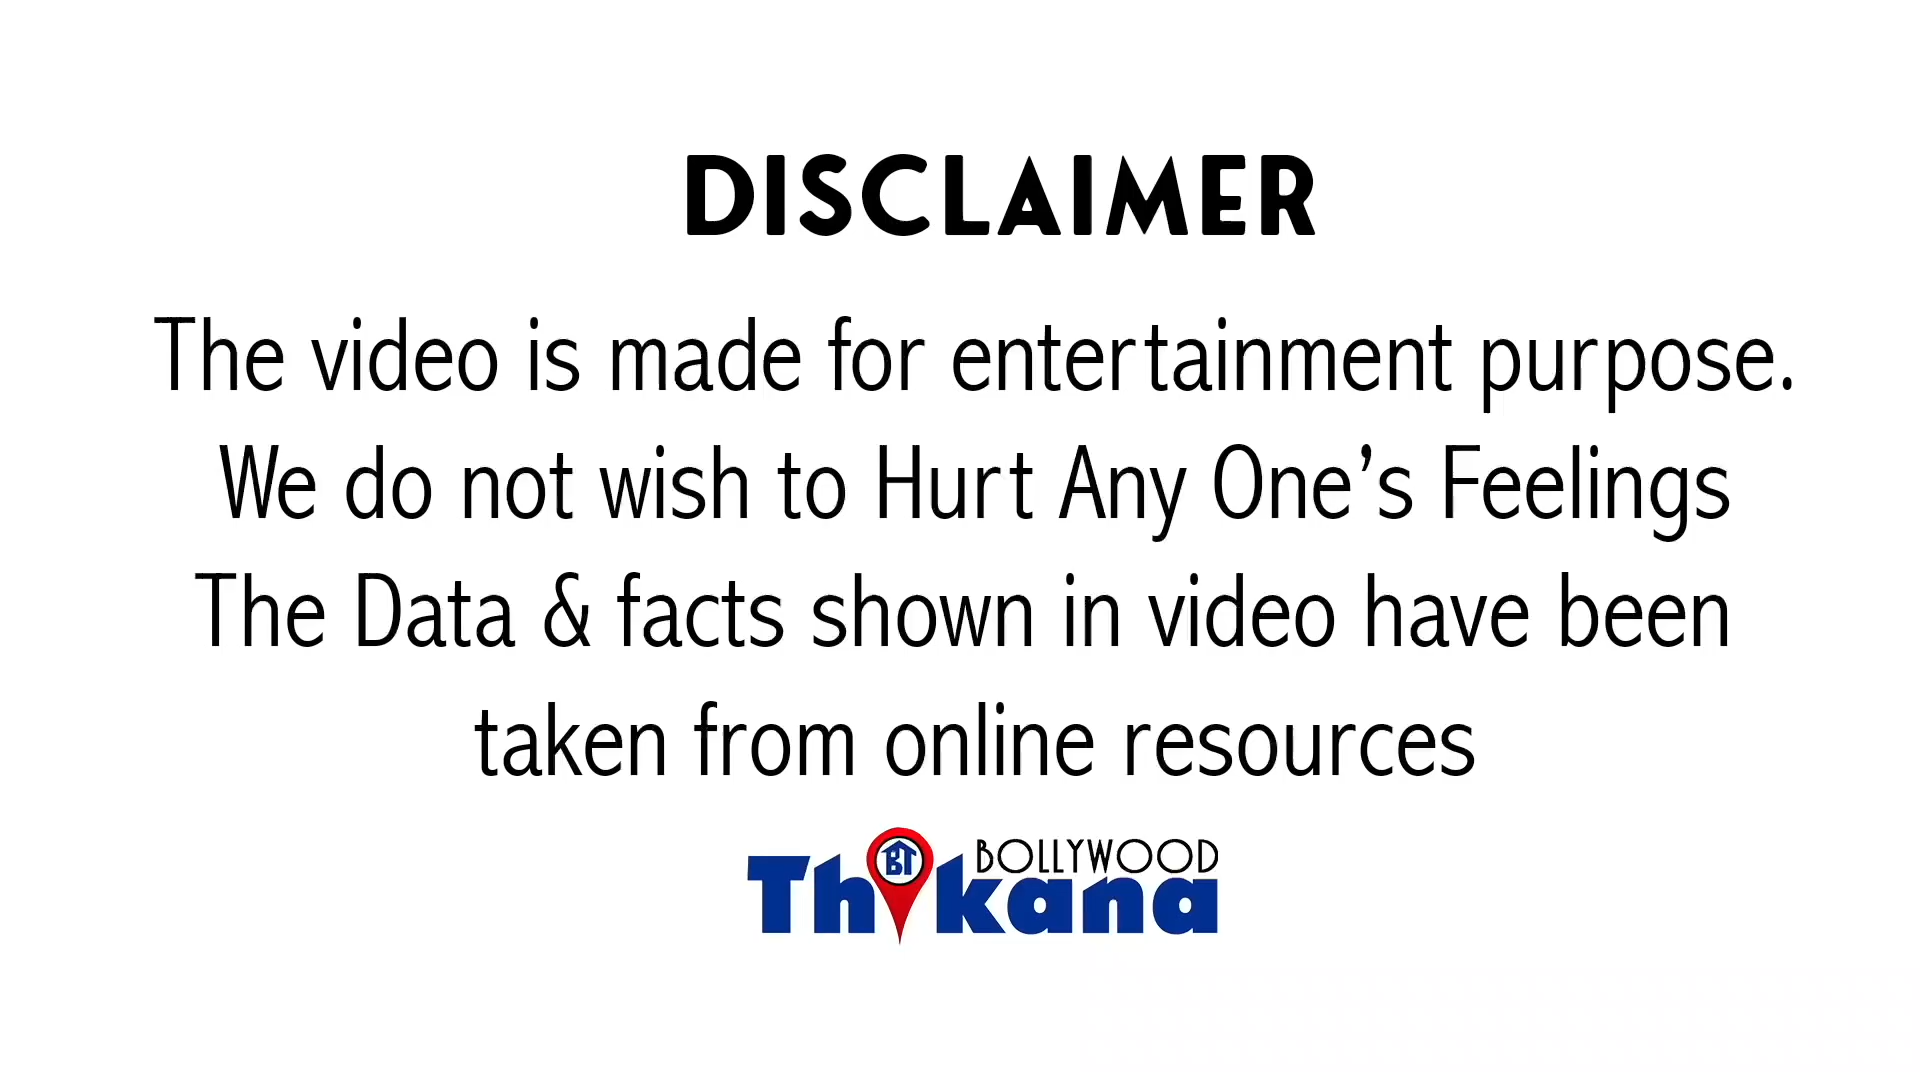 DISCLAIMER
The video is made for entertainment purpose.
We do not wish to Hurt Any One’s Feelings
The Data & facts shown in video have been
taken from online resources
BT
BOLLYWOOD
Thikana